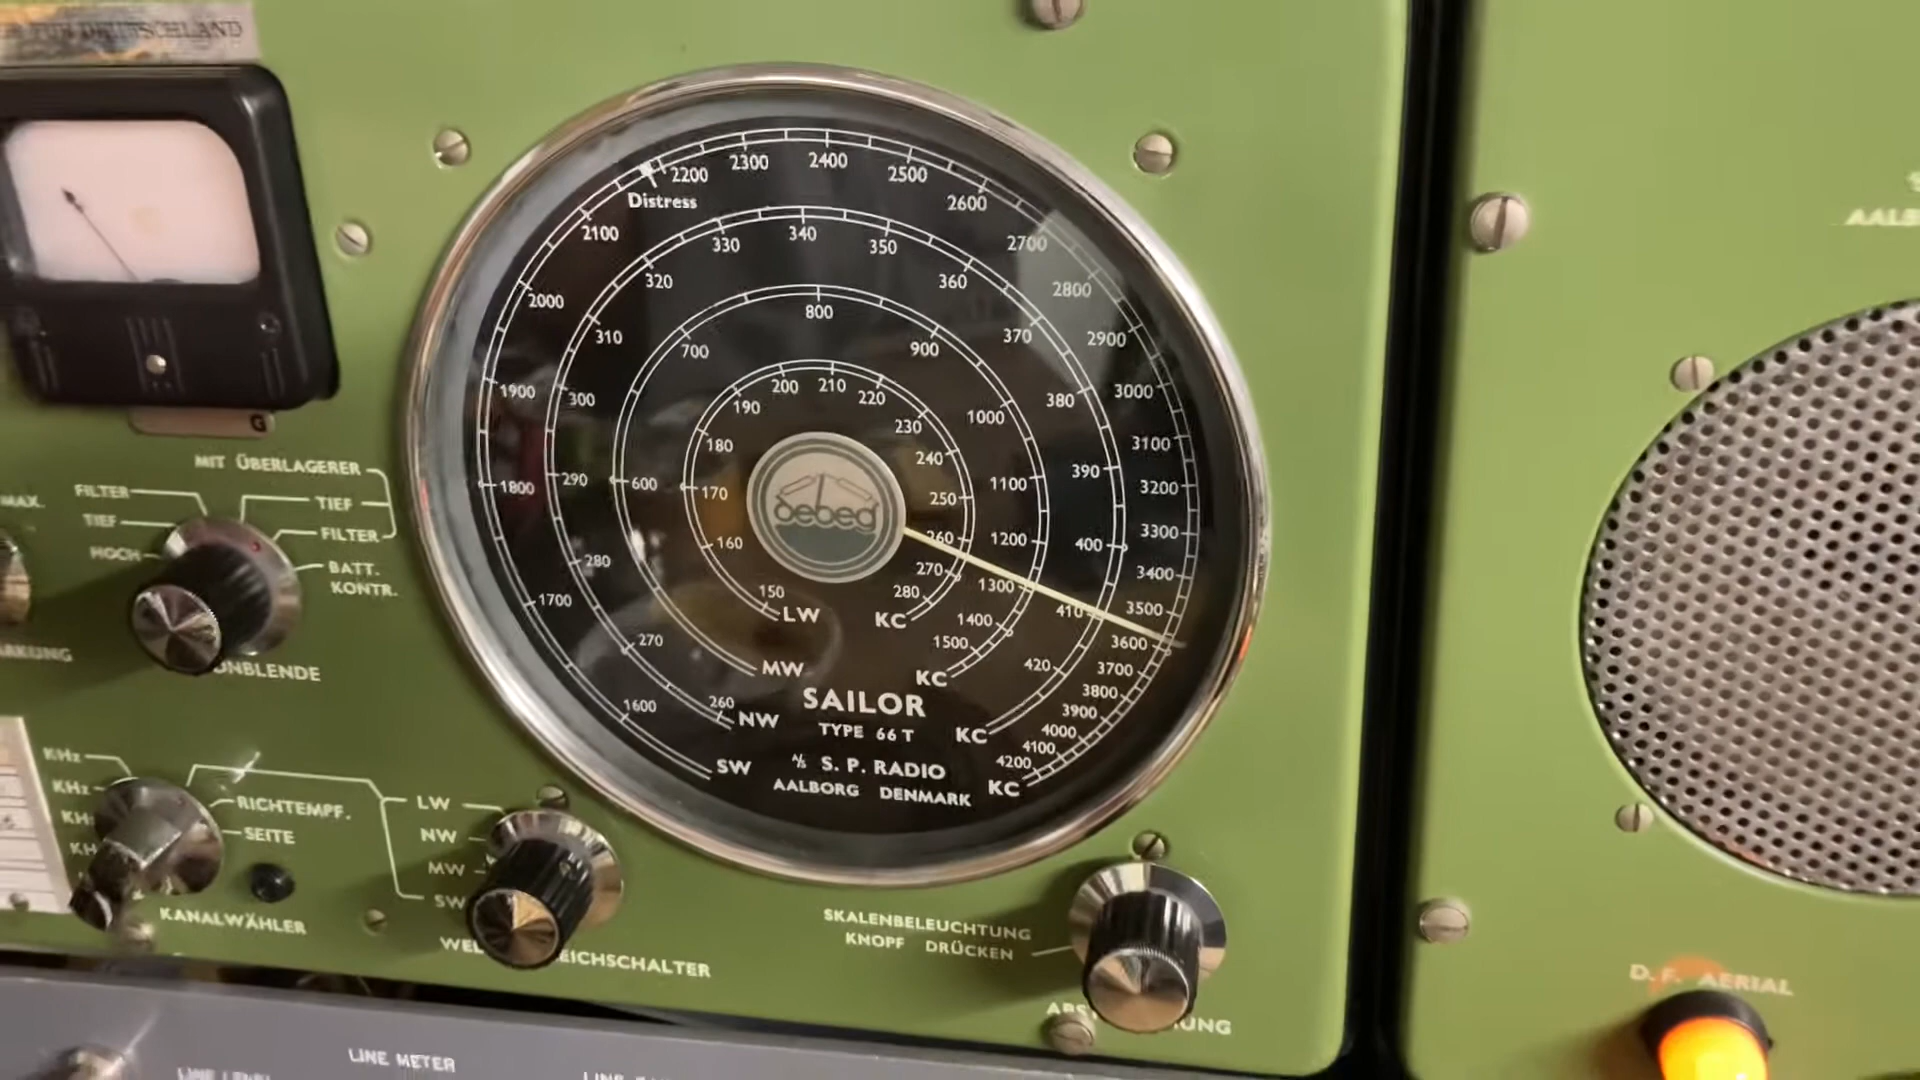 FÜR DEUTSCHLAND
G
MAX.
FILTER
TIEF
HOCH
MIT ÜBERLAGERER
TIEF
FILTER
BATT.
KONTR.
KHz
KHz
RICHTEMPF.
SEITE
KANALWÄHLER
LW
NW
MW
SW
2200 2300 2400 2500 2600 2700 2800 2900 3000 3100 3200 3300 3400 3500 3600 3700 3800 3900 4000 4100 4200
Distress
2100 2000 1900 1800 1700 1600
260 270 280 290 300 310 320 330 340 350 360 370 380 390 400 410 420
600 700 800 900 1000 1100 1200 1300 1400 1500
150 160 170 180 190 200 210 220 230 240 250 260 270 280
debeg
LW KC
MW KC
NW KC
SW KC
SAILOR
TYPE 66 T
A/S S. P. RADIO
AALBORG DENMARK
SKALENBELEUCHTUNG
KNOPF DRÜCKEN
D. F. AERIAL
LINE METER